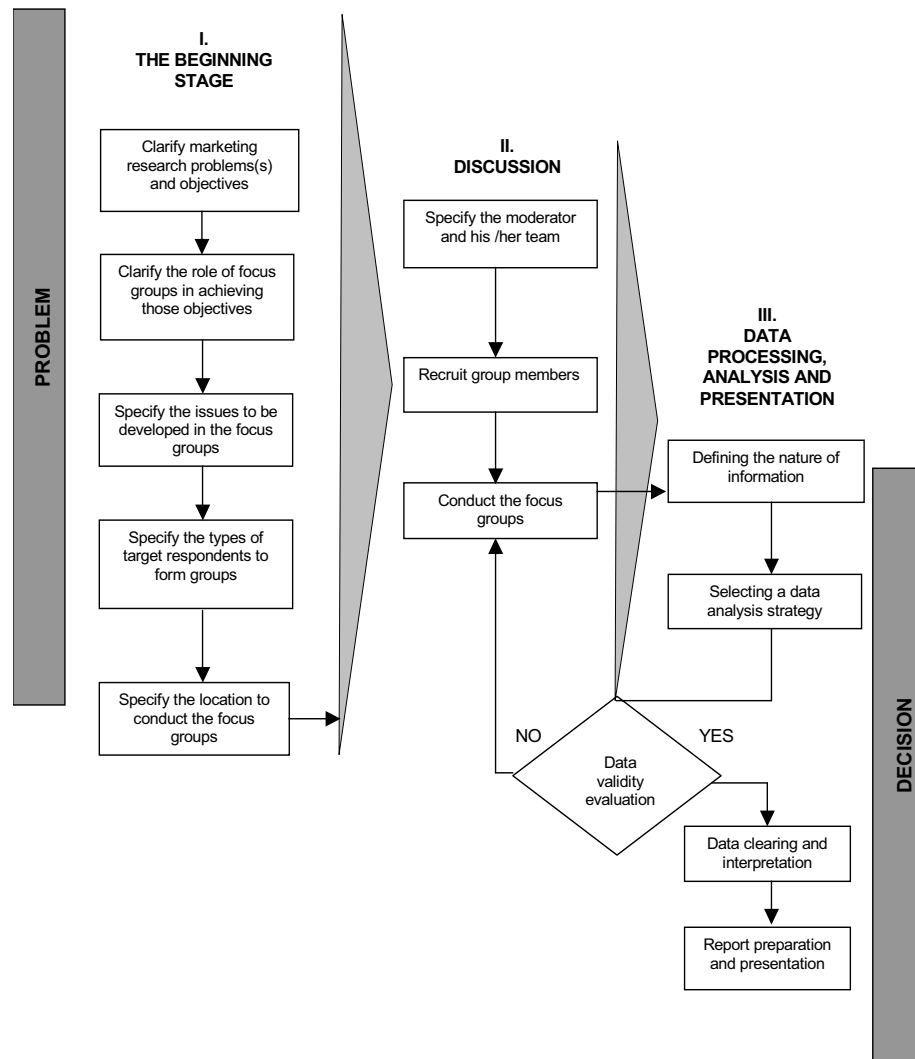 PROBLEM
I.
THE BEGINNING
STAGE
Clarify marketing
research problems(s)
and objectives
Clarify the role of focus
groups in achieving
those objectives
Specify the issues to be
developed in the focus
groups
Specify the types of
target respondents to
form groups
Specify the location to
conduct the focus
groups
II.
DISCUSSION
Specify the moderator
and his /her team
Recruit group members
Conduct the focus
groups
III.
DATA
PROCESSING,
ANALYSIS AND
PRESENTATION
Defining the nature of
information
Selecting a data
analysis strategy
NO
YES
Data
validity
evaluation
Data clearing and
interpretation
Report preparation
and presentation
DECISION